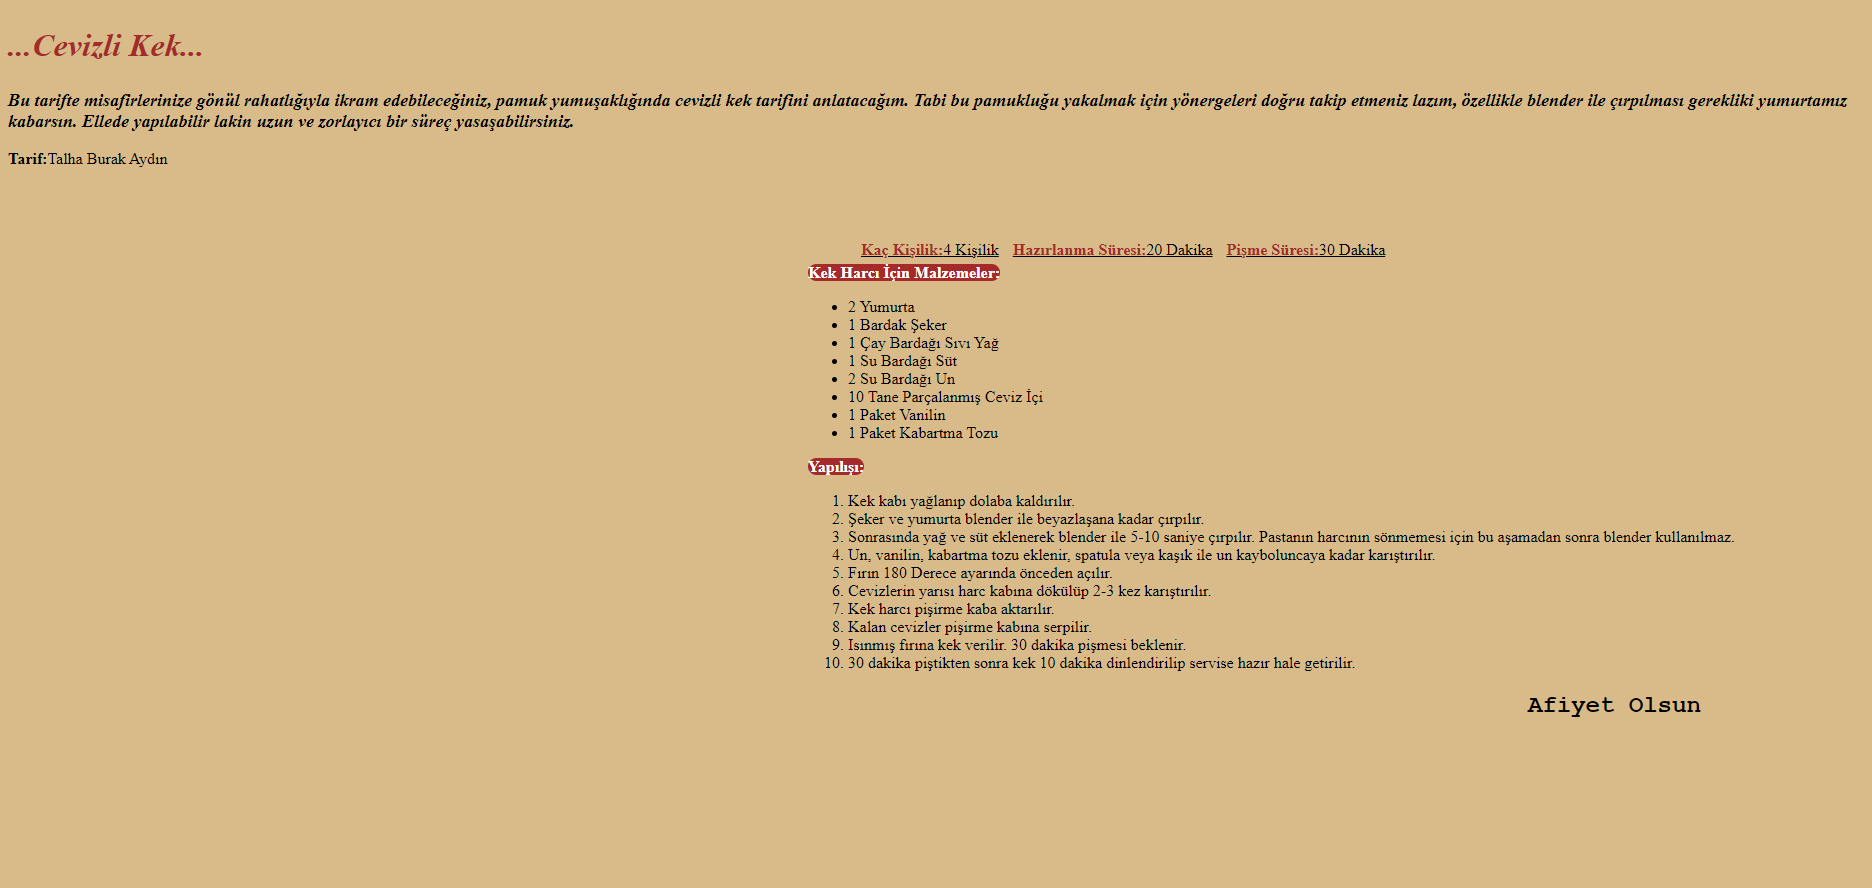 ...Cevizli Kek...
Bu tarifte misafirlerinize gönül rahatlığıyla ikram edebileceğiniz, pamuk yumuşaklığında cevizli kek tarifini anlatacağım. Tabi bu pamukluğu yakalmak için yönergeleri doğru takip etmeniz lazım, özellikle blender ile çırpılması gerekliki yumurtamız
kabarsın. Ellede yapılabilir lakin uzun ve zorlayıcı bir süreç yasaşabilirsiniz.
Tarif:Talha Burak Aydın
Kaç Kişilik:4 Kişilik Hazırlanma Süresi:20 Dakika Pişme Süresi:30 Dakika
Kek Harcı İçin Malzemeler:
• 2 Yumurta
• 1 Bardak Şeker
• 1 Çay Bardağı Sıvı Yağ
• 1 Su Bardağı Süt
• 2 Su Bardağı Un
• 10 Tane Parçalanmış Ceviz İçi
• 1 Paket Vanilin
• 1 Paket Kabartma Tozu
Yapılışı:
1. Kek kabı yağlanıp dolaba kaldırılır.
2. Şeker ve yumurta blender ile beyazlaşana kadar çırpılır.
3. Sonrasında yağ ve süt eklenerek blender ile 5-10 saniye çırpılır. Pastanın harcının sönmemesi için bu aşamadan sonra blender kullanılmaz.
4. Un, vanilin, kabartma tozu eklenir, spatula veya kaşık ile un kayboluncaya kadar karıştırılır.
5. Fırın 180 Derece ayarında önceden açılır.
6. Cevizlerin yarısı harc kabına dökülüp 2-3 kez karıştırılır.
7. Kek harcı pişirme kaba aktarılır.
8. Kalan cevizler pişirme kabına serpilir.
9. Isınmış fırına kek verilir. 30 dakika pişmesi beklenir.
10. 30 dakika piştikten sonra kek 10 dakika dinlendirilip servise hazır hale getirilir.
Afiyet Olsun